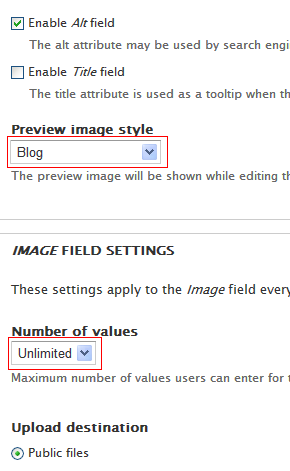 Enable Alt field
The alt attribute may be used by search engi
Enable Title field
The title attribute is used as a tooltip when th
Preview image style
Blog
The preview image will be shown while editing th
IMAGE FIELD SETTINGS
These settings apply to the Image field every
Number of values
Unlimited
Maximum number of values users can enter for t
Upload destination
Public files